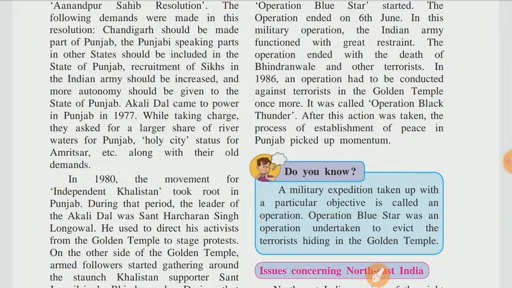 'Aanandpur Sahib Resolution'. The
following demands were made in this
resolution: Chandigarh should be made
part of Punjab, the Punjabi speaking parts
in other States should be included in the
State of Punjab, recruitment of Sikhs in
the Indian army should be increased, and
more autonomy should be given to the
State of Punjab. Akali Dal came to power
in Punjab in 1977. While taking charge,
they asked for a larger share of river
waters for Punjab, 'holy city' status for
Amritsar, etc. along with their old
demands.
In 1980, the movement for
'Independent Khalistan' took root in
Punjab. During that period, the leader of
the Akali Dal was Sant Harcharan Singh
Longowal. He used to direct his activists
from the Golden Temple to stage protests.
On the other side of the Golden Temple,
armed followers started gathering around
the staunch Khalistan supporter Sant
'Operation Blue Star' started. The
Operation ended on 6th June. In this
military operation, the Indian army
functioned with great restraint. The
operation ended with the death of
Bhindranwale and other terrorists. In
1986, an operation had to be conducted
against terrorists in the Golden Temple
once more. It was called 'Operation Black
Thunder'. After this action was taken, the
process of establishment of peace in
Punjab picked up momentum.
Do you know?
A military expedition taken up with
a particular objective is called an
operation. Operation Blue Star was an
operation undertaken to evict the
terrorists hiding in the Golden Temple.
Issues concerning North-East India